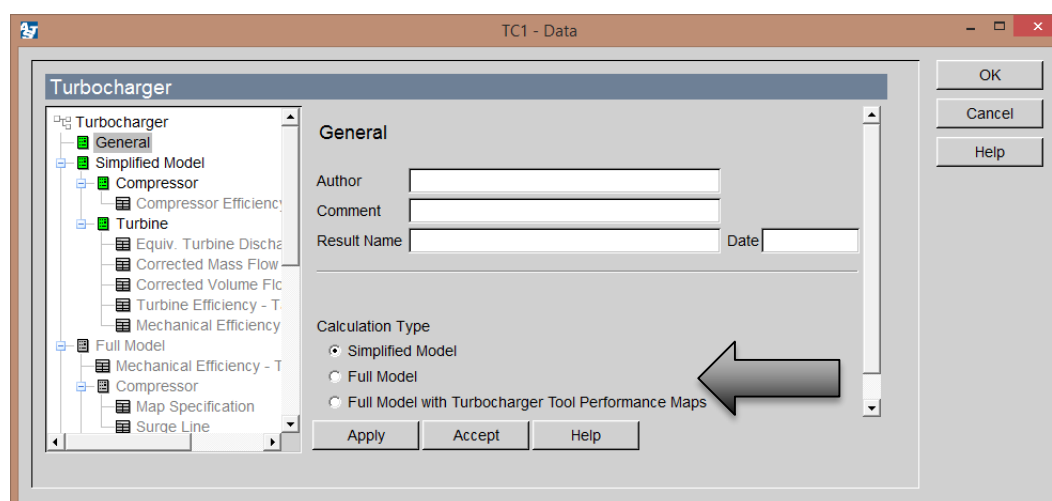 TC1 - Data
Turbocharger
Turbocharger
General
Simplified Model
Compressor
Compressor Efficiency
Turbine
Equiv. Turbine Discha
Corrected Mass Flow
Corrected Volume Flo
Turbine Efficiency - T
Mechanical Efficiency
Full Model
Mechanical Efficiency - T
Compressor
Map Specification
Surge Line
General
Author
Comment
Result Name Date
Calculation Type
Simplified Model
Full Model
Full Model with Turbocharger Tool Performance Maps
Apply Accept Help
OK
Cancel
Help